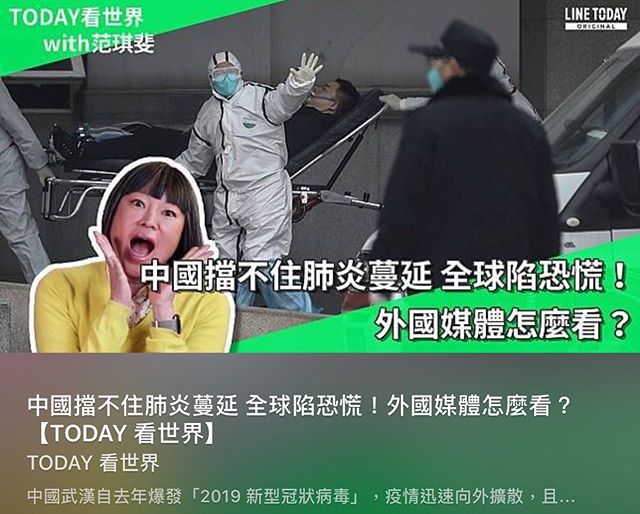 TODAY看世界
with范琪斐
LINE TODAY
ORIGINAL
中國擋不住肺炎蔓延 全球陷恐慌！
外國媒體怎麼看？
中國擋不住肺炎蔓延 全球陷恐慌！外國媒體怎麼看？
【TODAY 看世界】
TODAY 看世界
中國武漢自去年爆發「2019 新型冠狀病毒」，疫情迅速向外擴散，且...